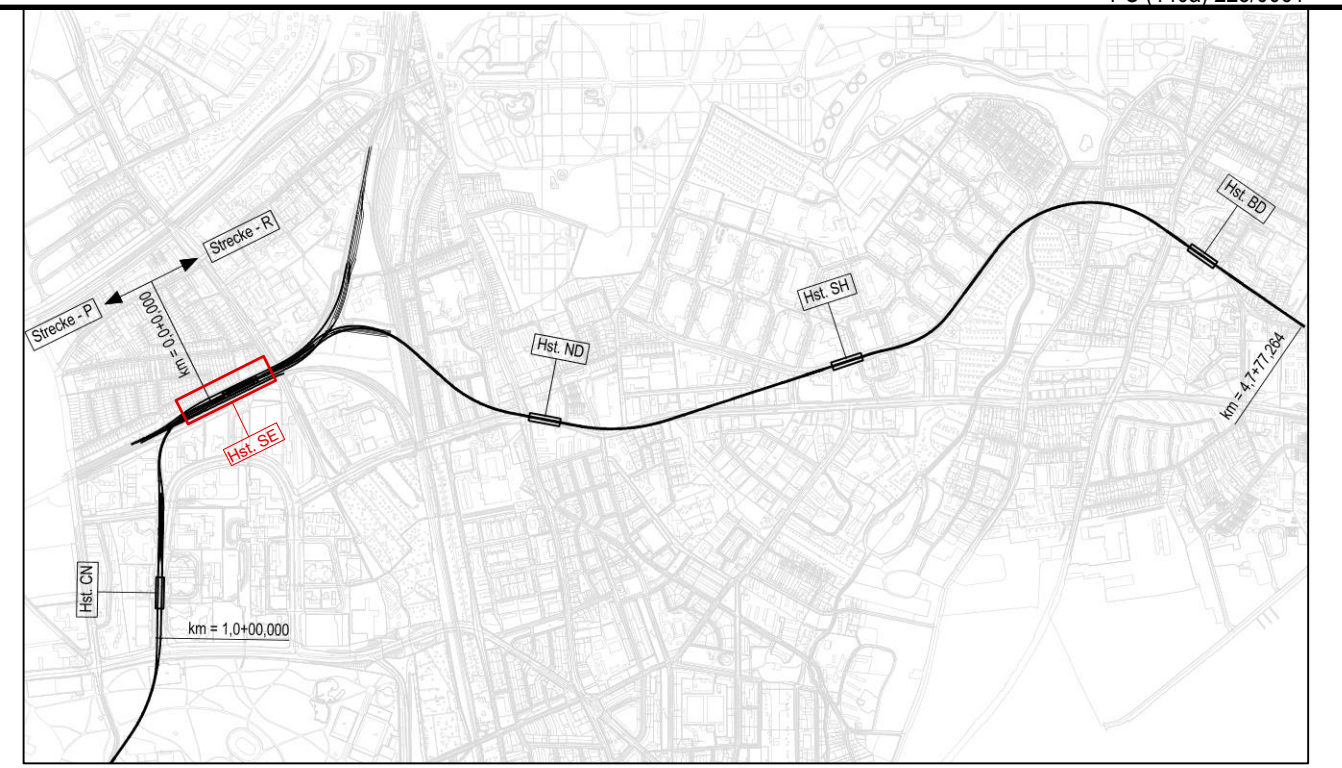 Hst. BD
Strecke - R
Strecke - P
km = 0,0+0,000
Hst. SH
Hst. ND
km = 4,7+77,264
Hst. SE
Hst. CN
km = 1,0+00,000